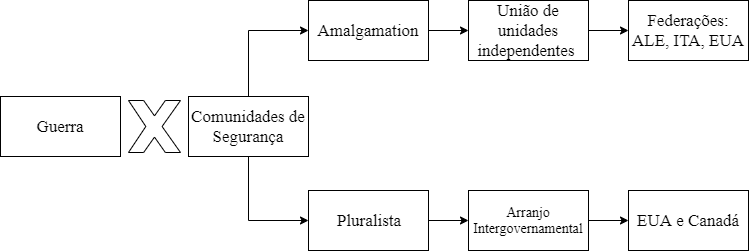 Guerra
X
Comunidades de
Segurança
Amalgamation
União de
unidades
independentes
Federações:
ALE, ITA, EUA
Pluralista
Arranjo
Intergovernamental
EUA e Canadá